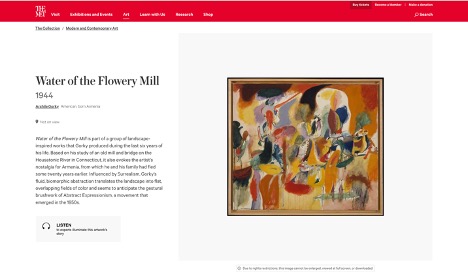 THE MET
Buy tickets Become a Member Make a donation
Visit Exhibitions and Events Art Learn with Us Research Shop Search
The Collection / Modern and Contemporary Art
Water of the Flowery Mill
1944
Arshile Gorky American, born Armenia
Not on view
Water of the Flowery Mill is part of a group of landscape-
inspired works that Gorky produced during the last six years of
his life. Based on his study of an old mill and bridge on the
Housatonic River in Connecticut, it also evokes the artist's
nostalgia for Armenia, from which he and his family had fled
some twenty years earlier. Influenced by Surrealism, Gorky's
fluid, biomorphic abstraction translates the landscape into flat,
overlapping fields of color and seems to anticipate the gestural
brushwork of Abstract Expressionism, a movement that
emerged in the 1950s.
LISTEN
In experts illuminate this artwork's
story
Due to rights restrictions, this image cannot be enlarged, viewed in full screen, or downloaded.